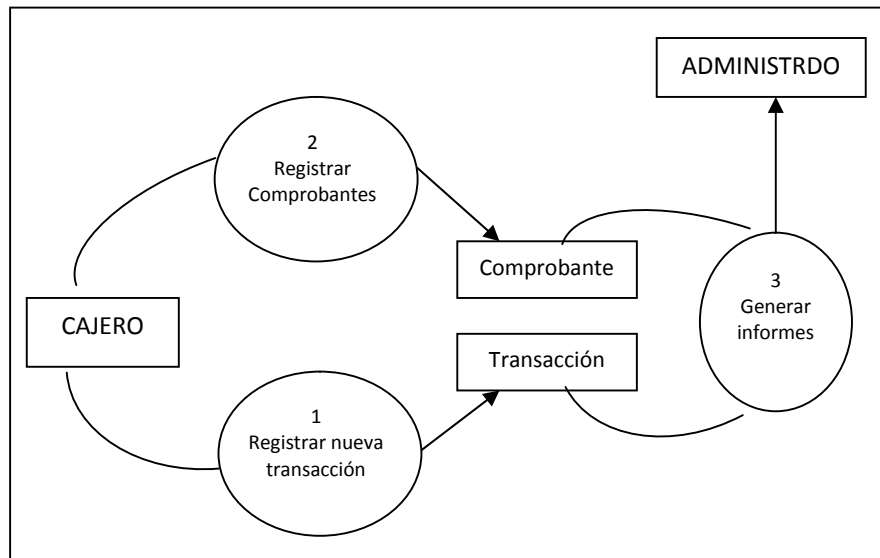 ADMINISTRDO
2
Registrar
Comprobantes
Comprobante
3
Generar
informes
CAJERO
Transacción
1
Registrar nueva
transacción